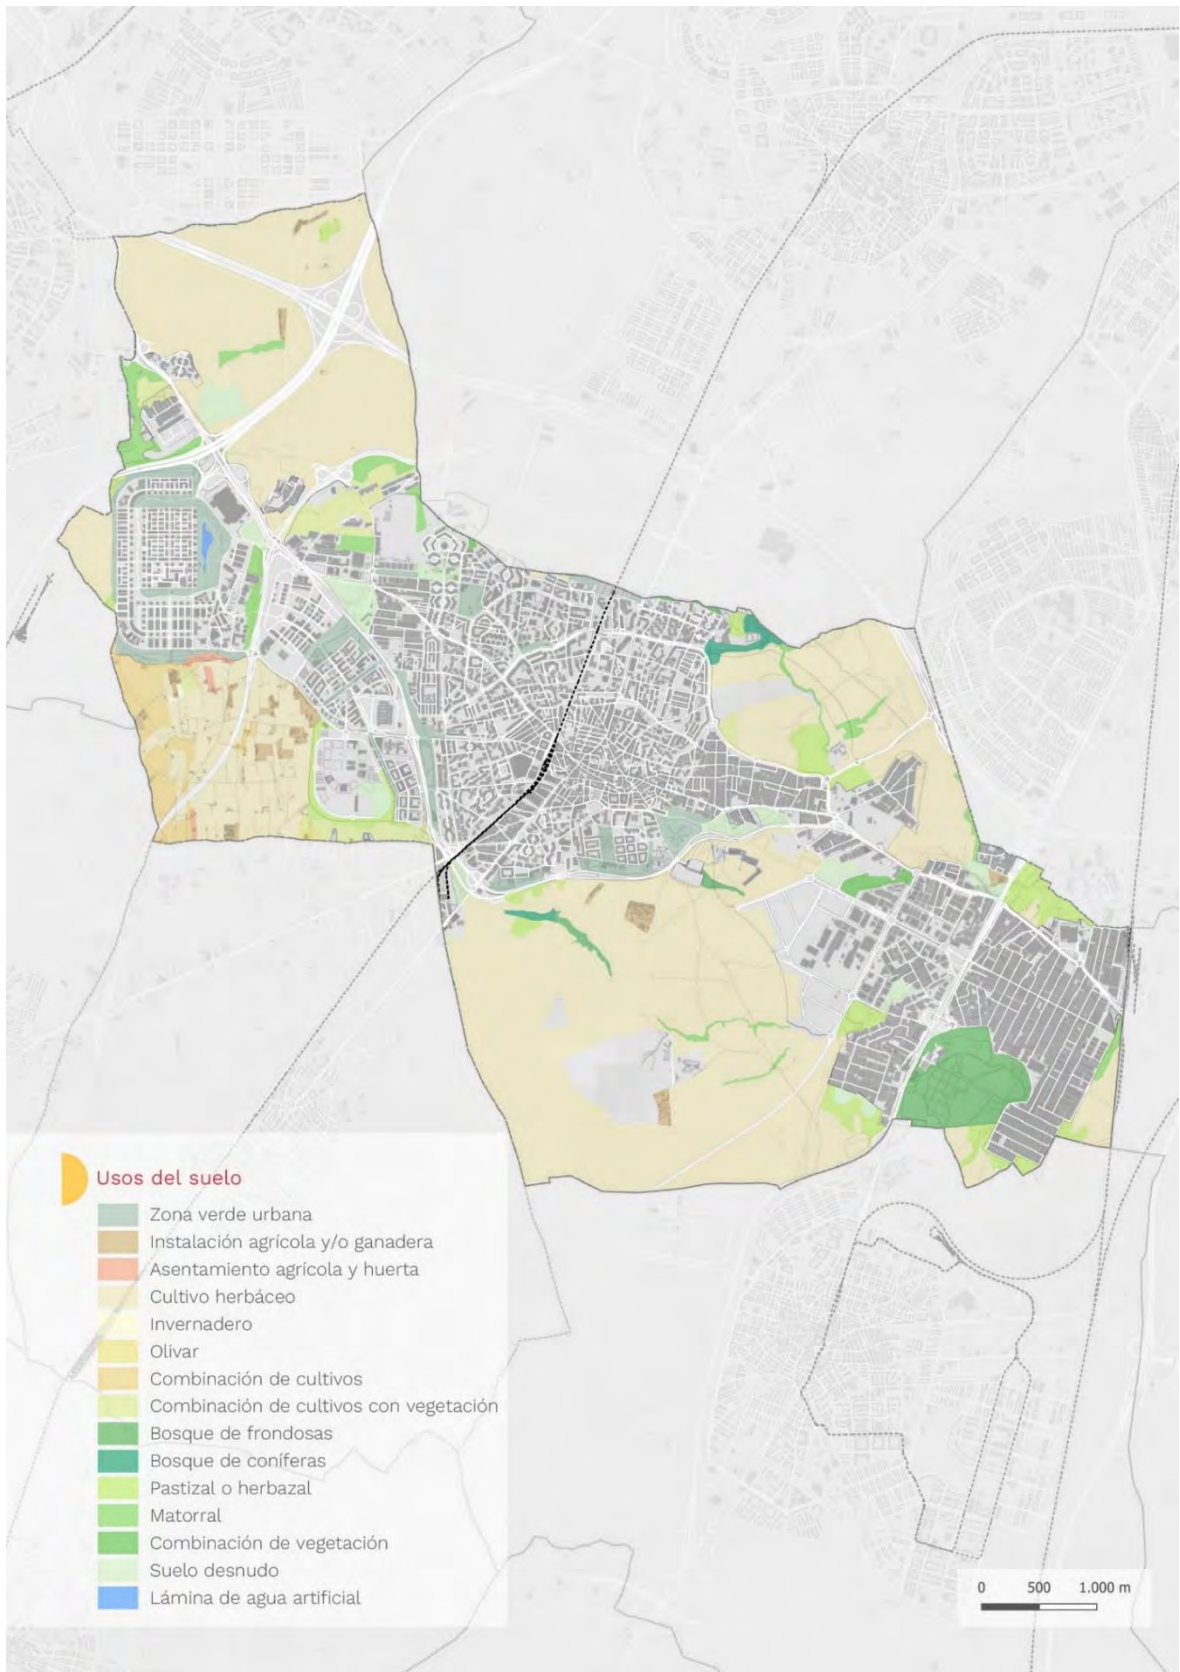 Usos del suelo
Zona verde urbana
Instalación agrícola y/o ganadera
Asentamiento agrícola y huerta
Cultivo herbáceo
Invernadero
Olivar
Combinación de cultivos
Combinación de cultivos con vegetación
Bosque de frondosas
Bosque de coníferas
Pastizal o herbazal
Matorral
Combinación de vegetación
Suelo desnudo
Lámina de agua artificial
0 500 1.000 m